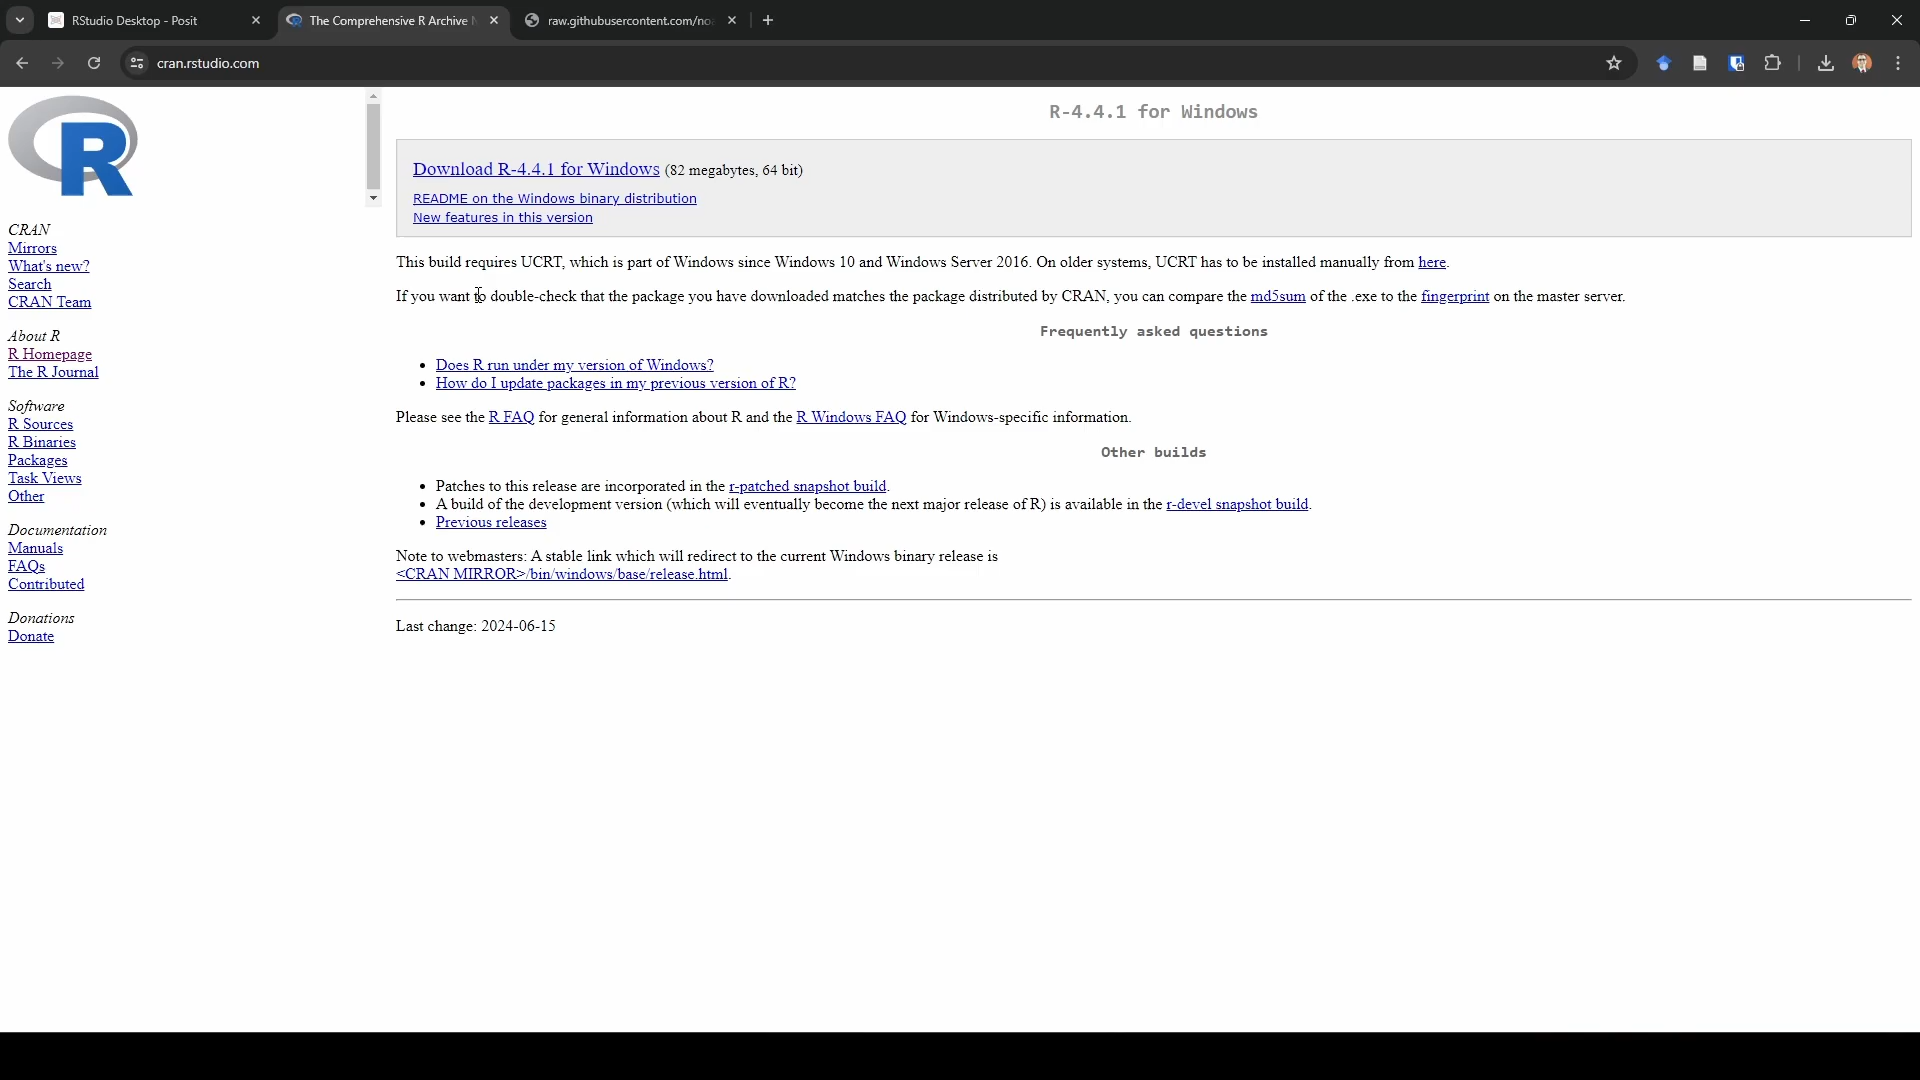 RStudio Desktop - Posit
The Comprehensive R Archive N
raw.githubusercontent.com/noa
cran.rstudio.com
R
CRAN
Mirrors
What's new?
Search
CRAN Team
About R
R Homepage
The R Journal
Software
R Sources
R Binaries
Packages
Task Views
Other
Documentation
Manuals
FAQs
Contributed
Donations
Donate
R-4.4.1 for Windows
Download R-4.4.1 for Windows (82 megabytes, 64 bit)
README on the Windows binary distribution
New features in this version
This build requires UCRT, which is part of Windows since Windows 10 and Windows Server 2016. On older systems, UCRT has to be installed manually from here.
If you want to double-check that the package you have downloaded matches the package distributed by CRAN, you can compare the md5sum of the .exe to the fingerprint on the master server.
Frequently asked questions
Does R run under my version of Windows?
How do I update packages in my previous version of R?
Please see the R FAQ for general information about R and the R Windows FAQ for Windows-specific information.
Other builds
Patches to this release are incorporated in the r-patched snapshot build.
A build of the development version (which will eventually become the next major release of R) is available in the r-devel snapshot build.
Previous releases
Note to webmasters: A stable link which will redirect to the current Windows binary release is
<CRAN MIRROR>/bin/windows/base/release.html.
Last change: 2024-06-15